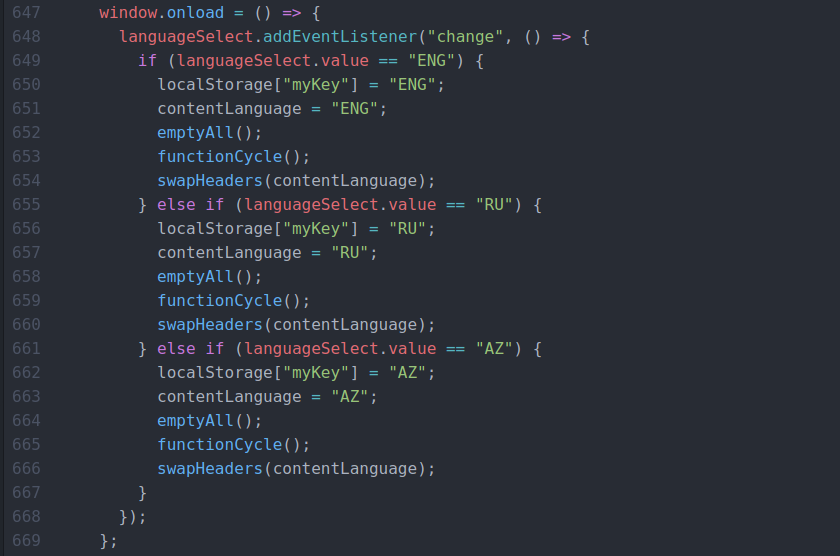 647 window.onload = () => {
648 languageSelect.addEventListener("change", () => {
649 if (languageSelect.value == "ENG") {
650 localStorage["myKey"] = "ENG";
651 contentLanguage = "ENG";
652 emptyAll();
653 functionCycle();
654 swapHeaders(contentLanguage);
655 } else if (languageSelect.value == "RU") {
656 localStorage["myKey"] = "RU";
657 contentLanguage = "RU";
658 emptyAll();
659 functionCycle();
660 swapHeaders(contentLanguage);
661 } else if (languageSelect.value == "AZ") {
662 localStorage["myKey"] = "AZ";
663 contentLanguage = "AZ";
664 emptyAll();
665 functionCycle();
666 swapHeaders(contentLanguage);
667 }
668 });
669 };